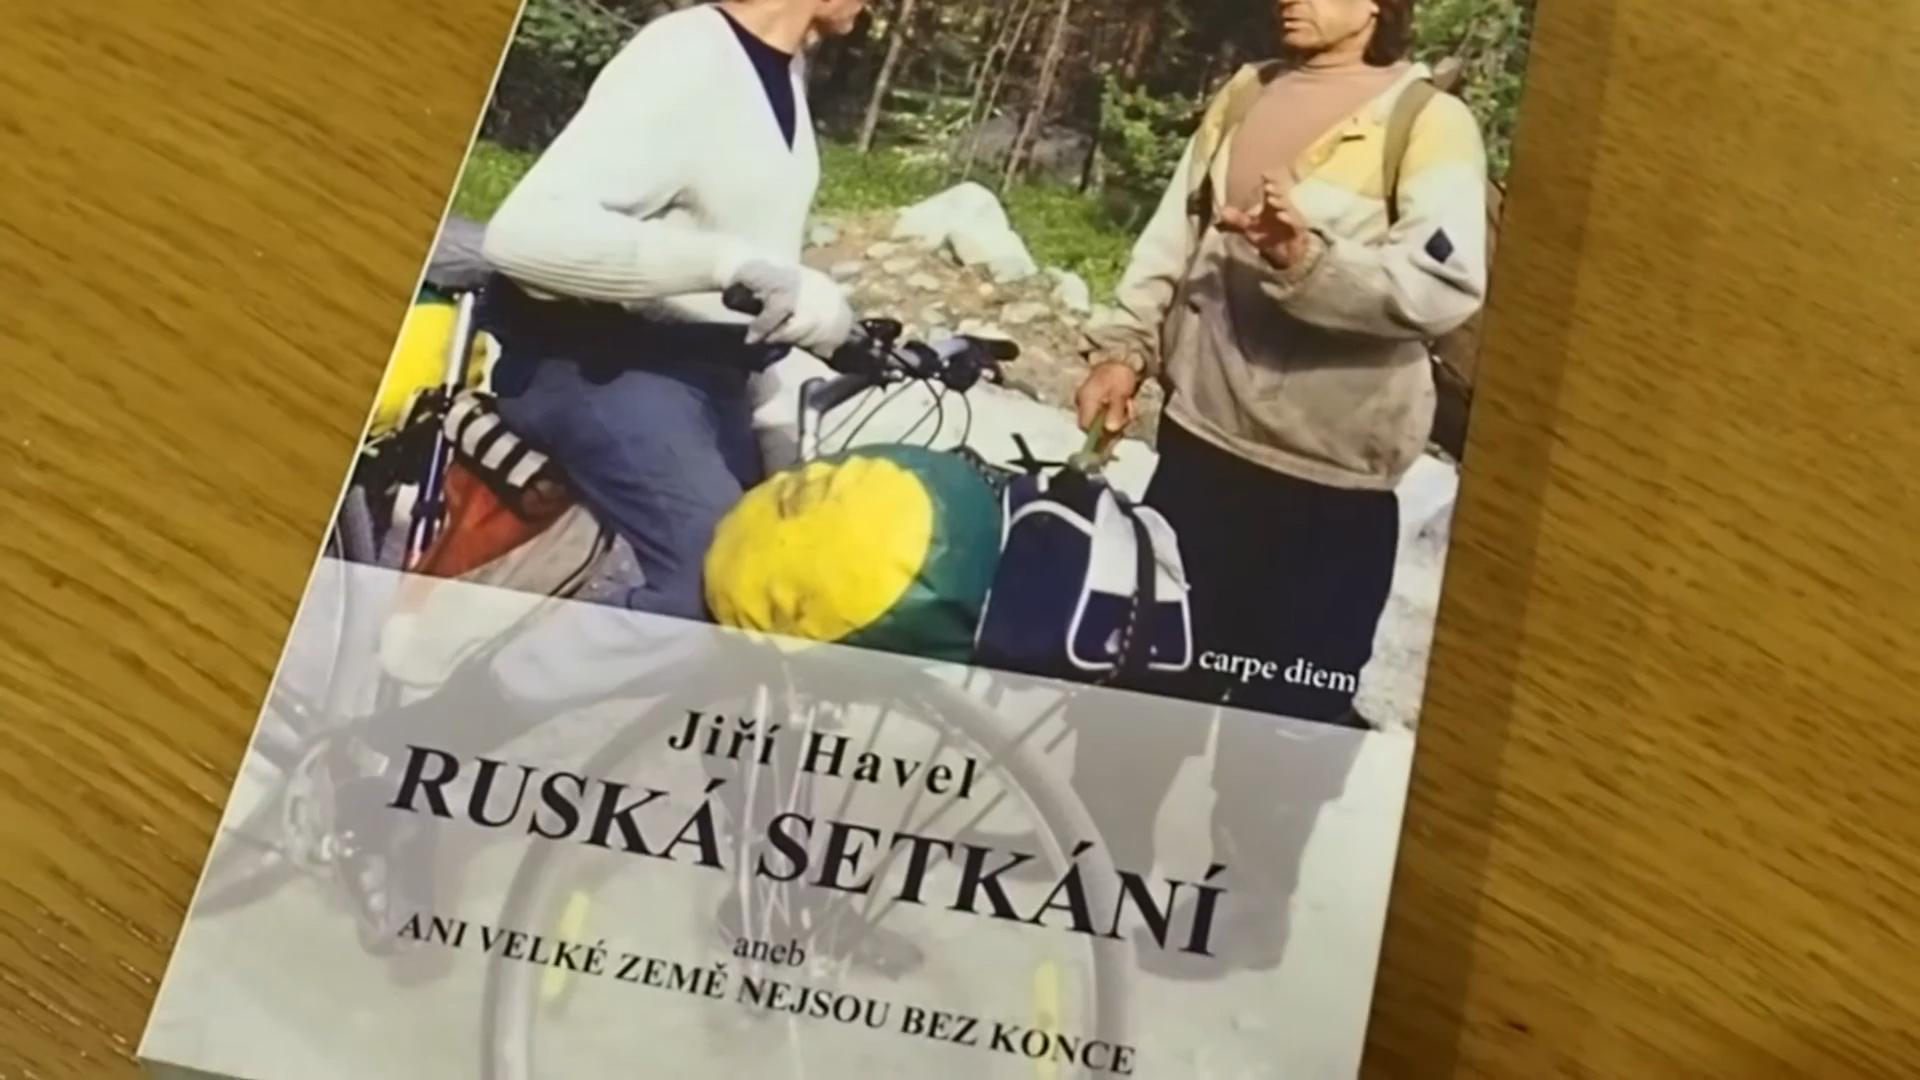 carpe diem
Jiří Havel
RUSKÁ SETKÁNÍ
aneb
ANI VELKÉ ZEMĚ NEJSOU BEZ KONCE